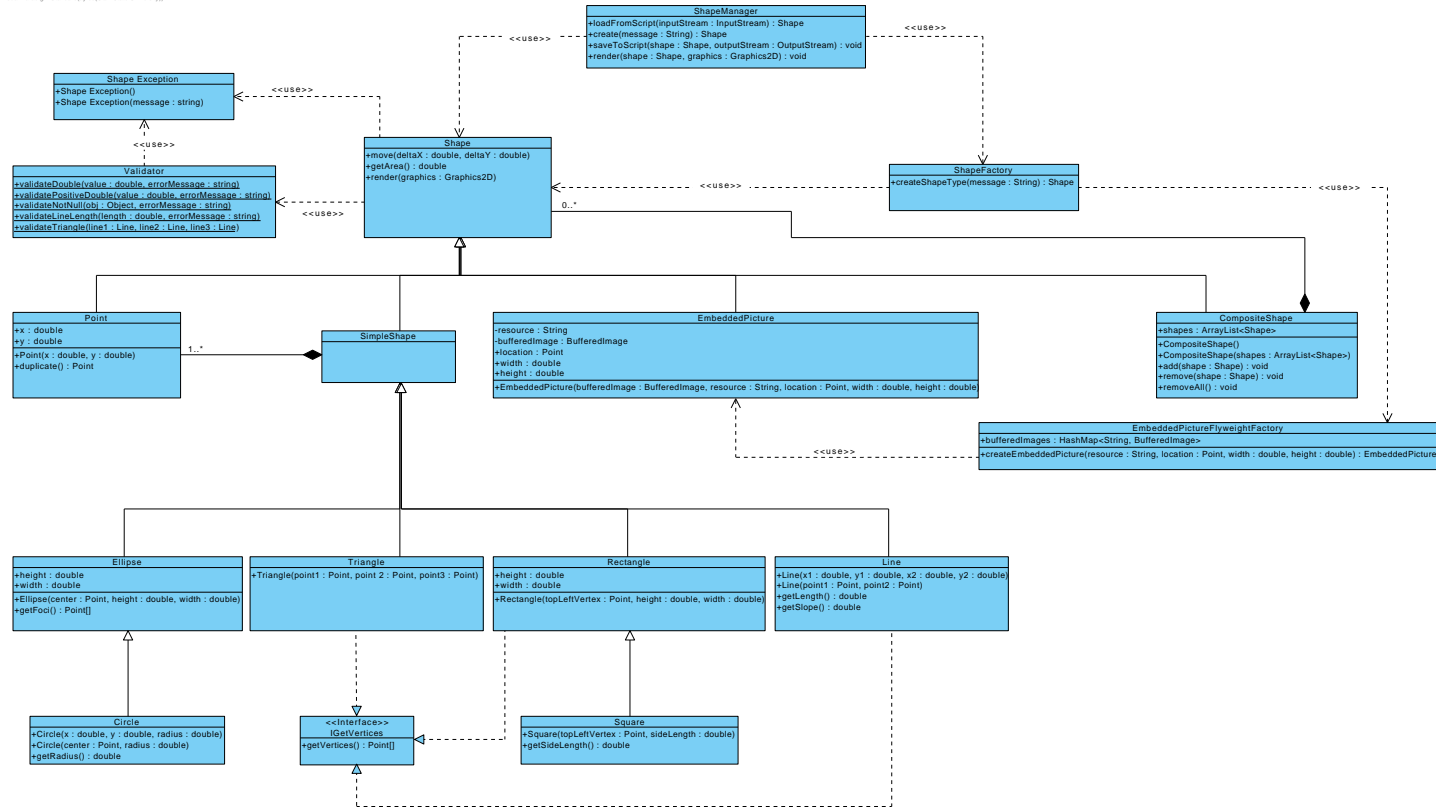 ShapeManager
+loadFromScript(inputStream : InputStream) : Shape
+create(message : String) : Shape
+saveToScript(shape : Shape, outputStream : OutputStream) : void
+render(shape : Shape, graphics : Graphics2D) : void
<<use>>
<<use>>
Shape Exception
+Shape Exception()
+Shape Exception(message : string)
<<use>>
<<use>>
Shape
+move(deltaX : double, deltaY : double)
+getArea() : double
+render(graphics : Graphics2D)
Validator
+validateDouble(value : double, errorMessage : string)
+validatePositiveDouble(value : double, errorMessage : string)
+validateNotNull(obj : Object, errorMessage : string)
+validateLineLength(length : double, errorMessage : string)
+validateTriangle(line1 : Line, line2 : Line, line3 : Line)
<<use>>
ShapeFactory
+createShapeType(message : String) : Shape
<<use>>
<<use>>
0..*
Point
+x : double
+y : double
+Point(x : double, y : double)
+duplicate() : Point
1..*
SimpleShape
EmbeddedPicture
-resource : String
-bufferedImage : BufferedImage
+location : Point
+width : double
+height : double
+EmbeddedPicture(bufferedImage : BufferedImage, resource : String, location : Point, width : double, height : double)
CompositeShape
+shapes : ArrayList<Shape>
+CompositeShape()
+CompositeShape(shapes : ArrayList<Shape>)
+add(shape : Shape) : void
+remove(shape : Shape) : void
+removeAll() : void
EmbeddedPictureFlyweightFactory
+bufferedImages : HashMap<String, BufferedImage>
+createEmbeddedPicture(resource : String, location : Point, width : double, height : double) : EmbeddedPicture
<<use>>
Ellipse
+height : double
+width : double
+Ellipse(center : Point, height : double, width : double)
+getFoci() : Point[]
Triangle
+Triangle(point1 : Point, point 2 : Point, point3 : Point)
Rectangle
+height : double
+width : double
+Rectangle(topLeftVertex : Point, height : double, width : double)
Line
+Line(x1 : double, y1 : double, x2 : double, y2 : double)
+Line(point1 : Point, point2 : Point)
+getLength() : double
+getSlope() : double
Circle
+Circle(x : double, y : double, radius : double)
+Circle(center : Point, radius : double)
+getRadius() : double
<<Interface>>
IGetVertices
+getVertices() : Point[]
Square
+Square(topLeftVertex : Point, sideLength : double)
+getSideLength() : double